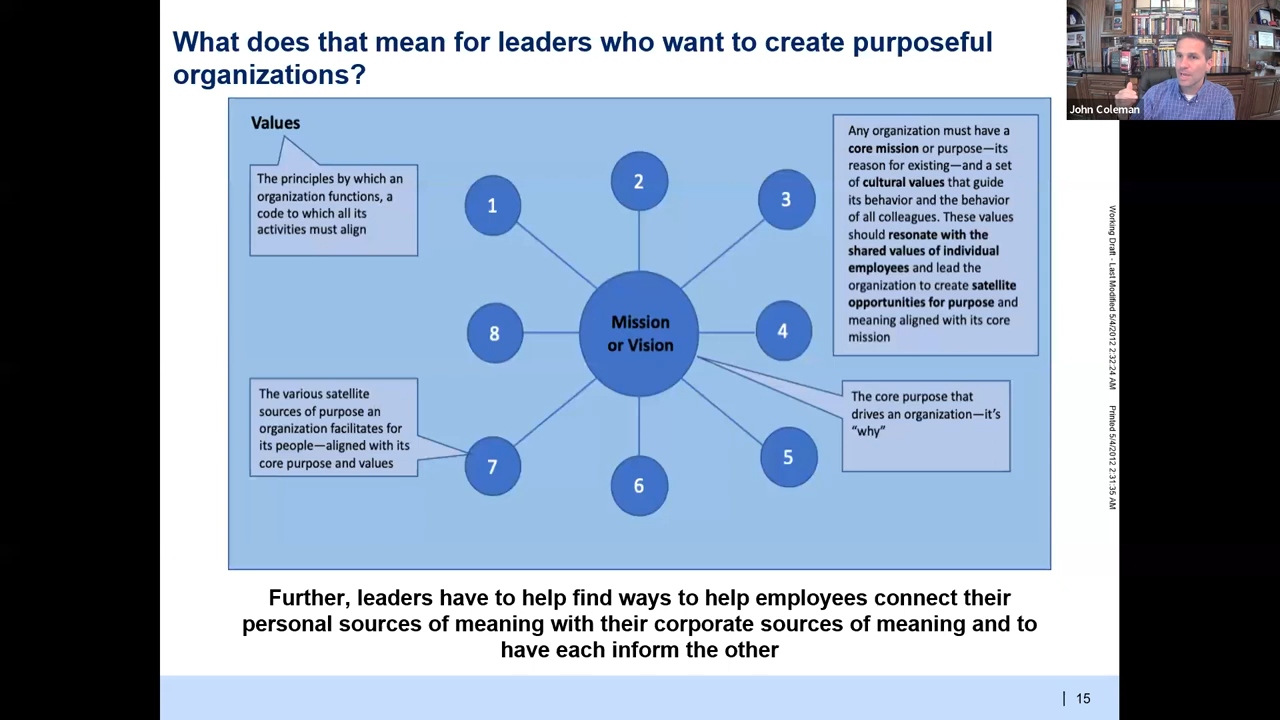 What does that mean for leaders who want to create purposeful
organizations?
John Coleman
Values
The principles by which an
organization functions, a
code to which all its
activities must align
1
2
3
Any organization must have a
core mission or purpose—its
reason for existing—and a set
of cultural values that guide
its behavior and the behavior
of all colleagues. These values
should resonate with the
shared values of individual
employees and lead the
organization to create satellite
opportunities for purpose and
meaning aligned with its core
mission
8
Mission
or Vision
4
The various satellite
sources of purpose an
organization facilitates for
its people—aligned with its
core purpose and values
7
6
5
The core purpose that
drives an organization—it's
"why"
Working Draft - Last Modified 5/4/2012 2:32:24 AM
Printed 5/4/2012 2:31:35 AM
Further, leaders have to help find ways to help employees connect their
personal sources of meaning with their corporate sources of meaning and to
have each inform the other
| 15